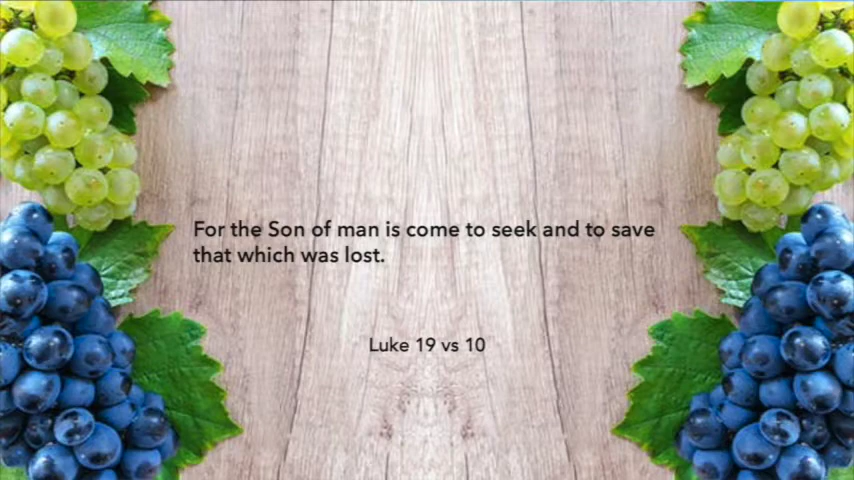 For the Son of man is come to seek and to save
that which was lost.
Luke 19 vs 10